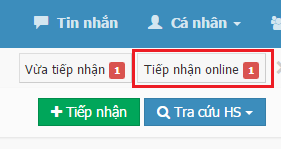 Tin nhắn Cá nhân
Vừa tiếp nhận 1 Tiếp nhận online 1
Tiếp nhận Tra cứu HS